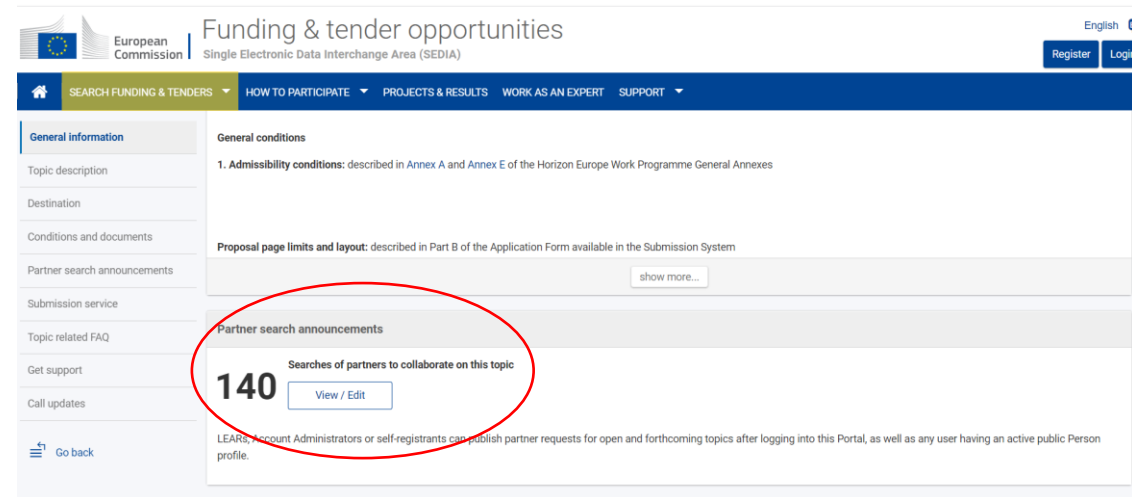 European
Commission
Funding & tender opportunities
Single Electronic Data Interchange Area (SEDIA)
English
Register
Login
SEARCH FUNDING & TENDERS
HOW TO PARTICIPATE
PROJECTS & RESULTS
WORK AS AN EXPERT
SUPPORT
General information
Topic description
Destination
Conditions and documents
Partner search announcements
Submission service
Topic related FAQ
Get support
Call updates
Go back
General conditions
1. Admissibility conditions: described in Annex A and Annex E of the Horizon Europe Work Programme General Annexes
Proposal page limits and layout: described in Part B of the Application Form available in the Submission System
show more...
Partner search announcements
140
Searches of partners to collaborate on this topic
View / Edit
LEARs, Account Administrators or self-registrants can publish partner requests for open and forthcoming topics after logging into this Portal, as well as any user having an active public Person
profile.